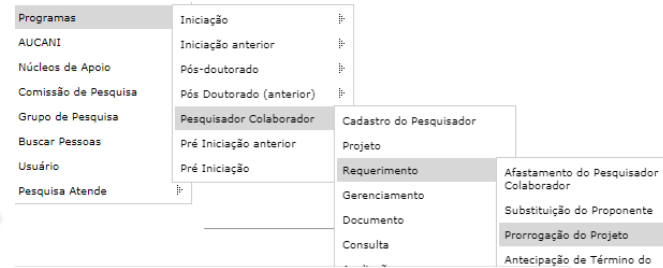 Programas
AUCANI
Núcleos de Apoio
Comissão de Pesquisa
Grupo de Pesquisa
Buscar Pessoas
Usuário
Pesquisa Atende
Iniciação
Iniciação anterior
Pós-doutorado
Pós Doutorado (anterior)
Pesquisador Colaborador
Pré Iniciação anterior
Pré Iniciação
Cadastro do Pesquisador
Projeto
Requerimento
Gerenciamento
Documento
Consulta
Afastamento do Pesquisador
Colaborador
Substituição do Proponente
Prorrogação do Projeto
Antecipação de Término do